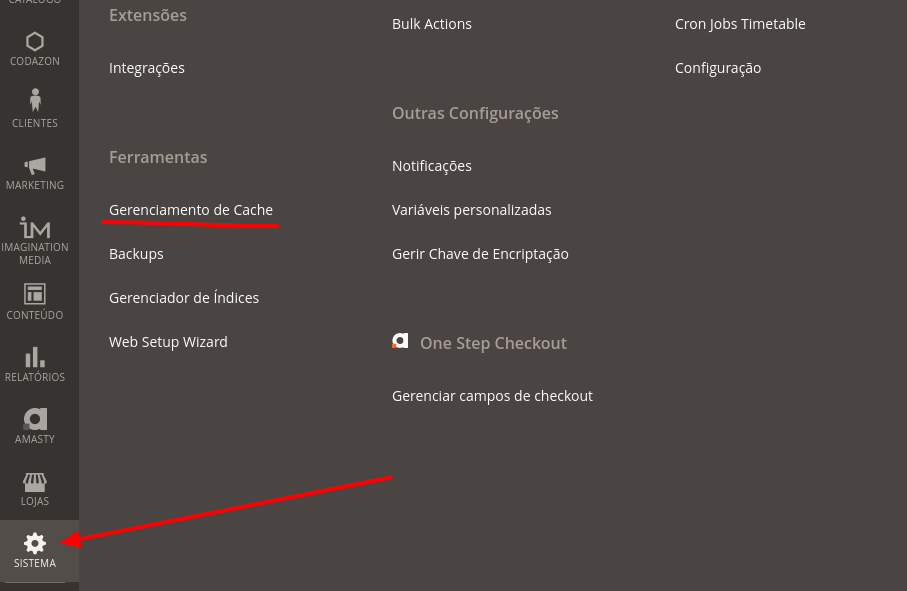 CATÁLOGO
CODAZON
CLIENTES
MARKETING
IMAGINATION
MEDIA
CONTEÚDO
RELATÓRIOS
AMASTY
LOJAS
SISTEMA
Extensões
Integrações
Ferramentas
Gerenciamento de Cache
Backups
Gerenciador de Índices
Web Setup Wizard
Bulk Actions
Outras Configurações
Notificações
Variáveis personalizadas
Gerir Chave de Encriptação
One Step Checkout
Gerenciar campos de checkout
Cron Jobs Timetable
Configuração